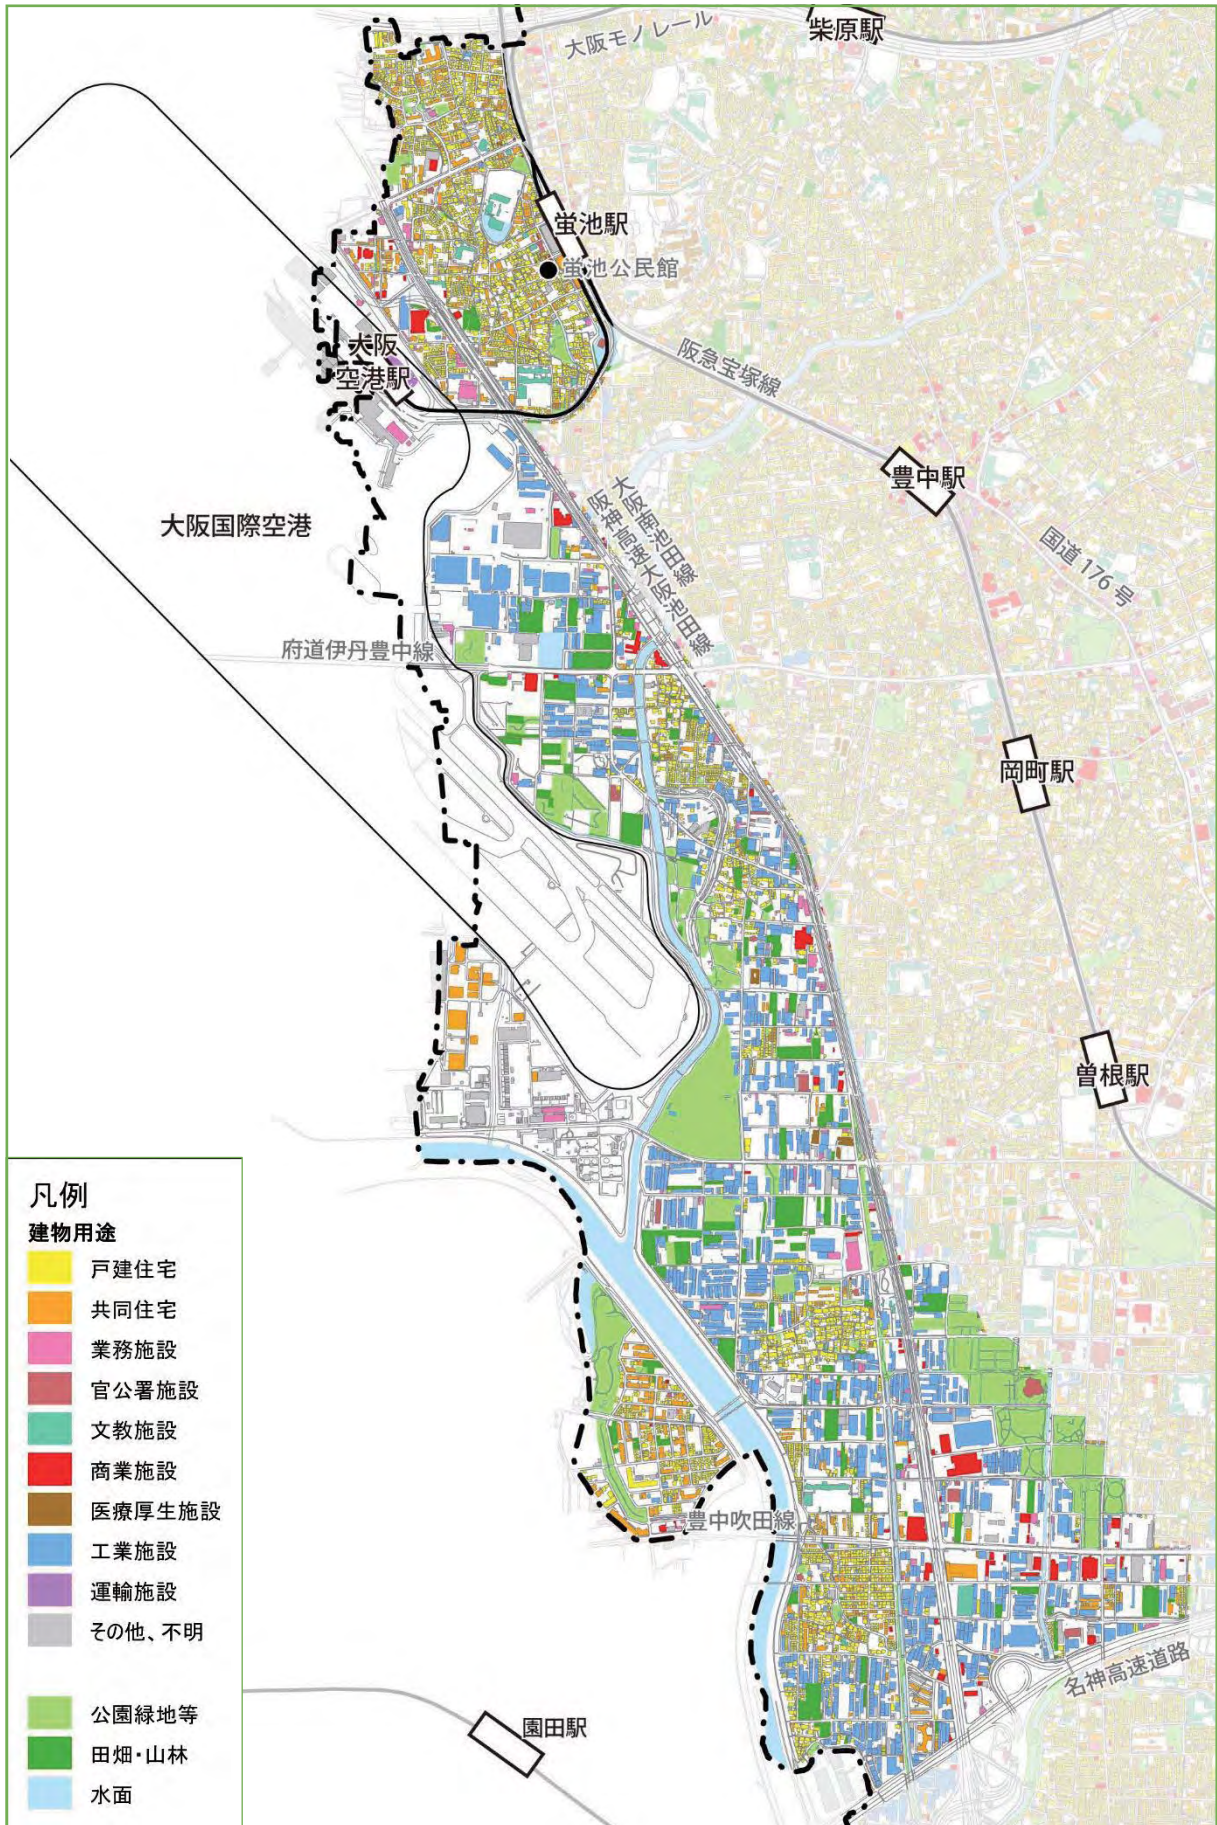 大阪モノレール
柴原駅
蛍池駅
蛍池公民館
大阪
空港駅
阪急宝塚線
豊中駅
大阪国際空港
大阪南池田線
阪神高速大阪池田線
国道176号
府道伊丹豊中線
岡町駅
曽根駅
豊中吹田線
名神高速道路
園田駅
凡例
建物用途
戸建住宅
共同住宅
業務施設
官公署施設
文教施設
商業施設
医療厚生施設
工業施設
運輸施設
その他、不明
公園緑地等
田畑・山林
水面